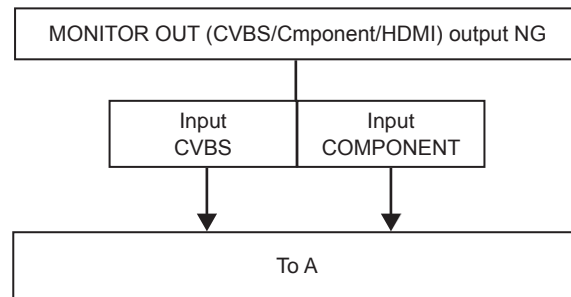 MONITOR OUT (CVBS/Cmponent/HDMI) output NG
Input
CVBS
Input
COMPONENT
To A